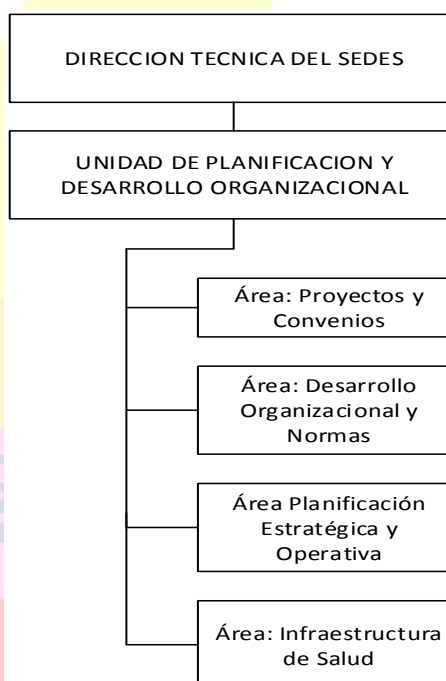 DIRECCION TECNICA DEL SEDES
UNIDAD DE PLANIFICACION Y
DESARROLLO ORGANIZACIONAL
Área: Proyectos y
Convenios
Área: Desarrollo
Organizacional y
Normas
Área Planificación
Estratégica y
Operativa
Área: Infraestructura
de Salud